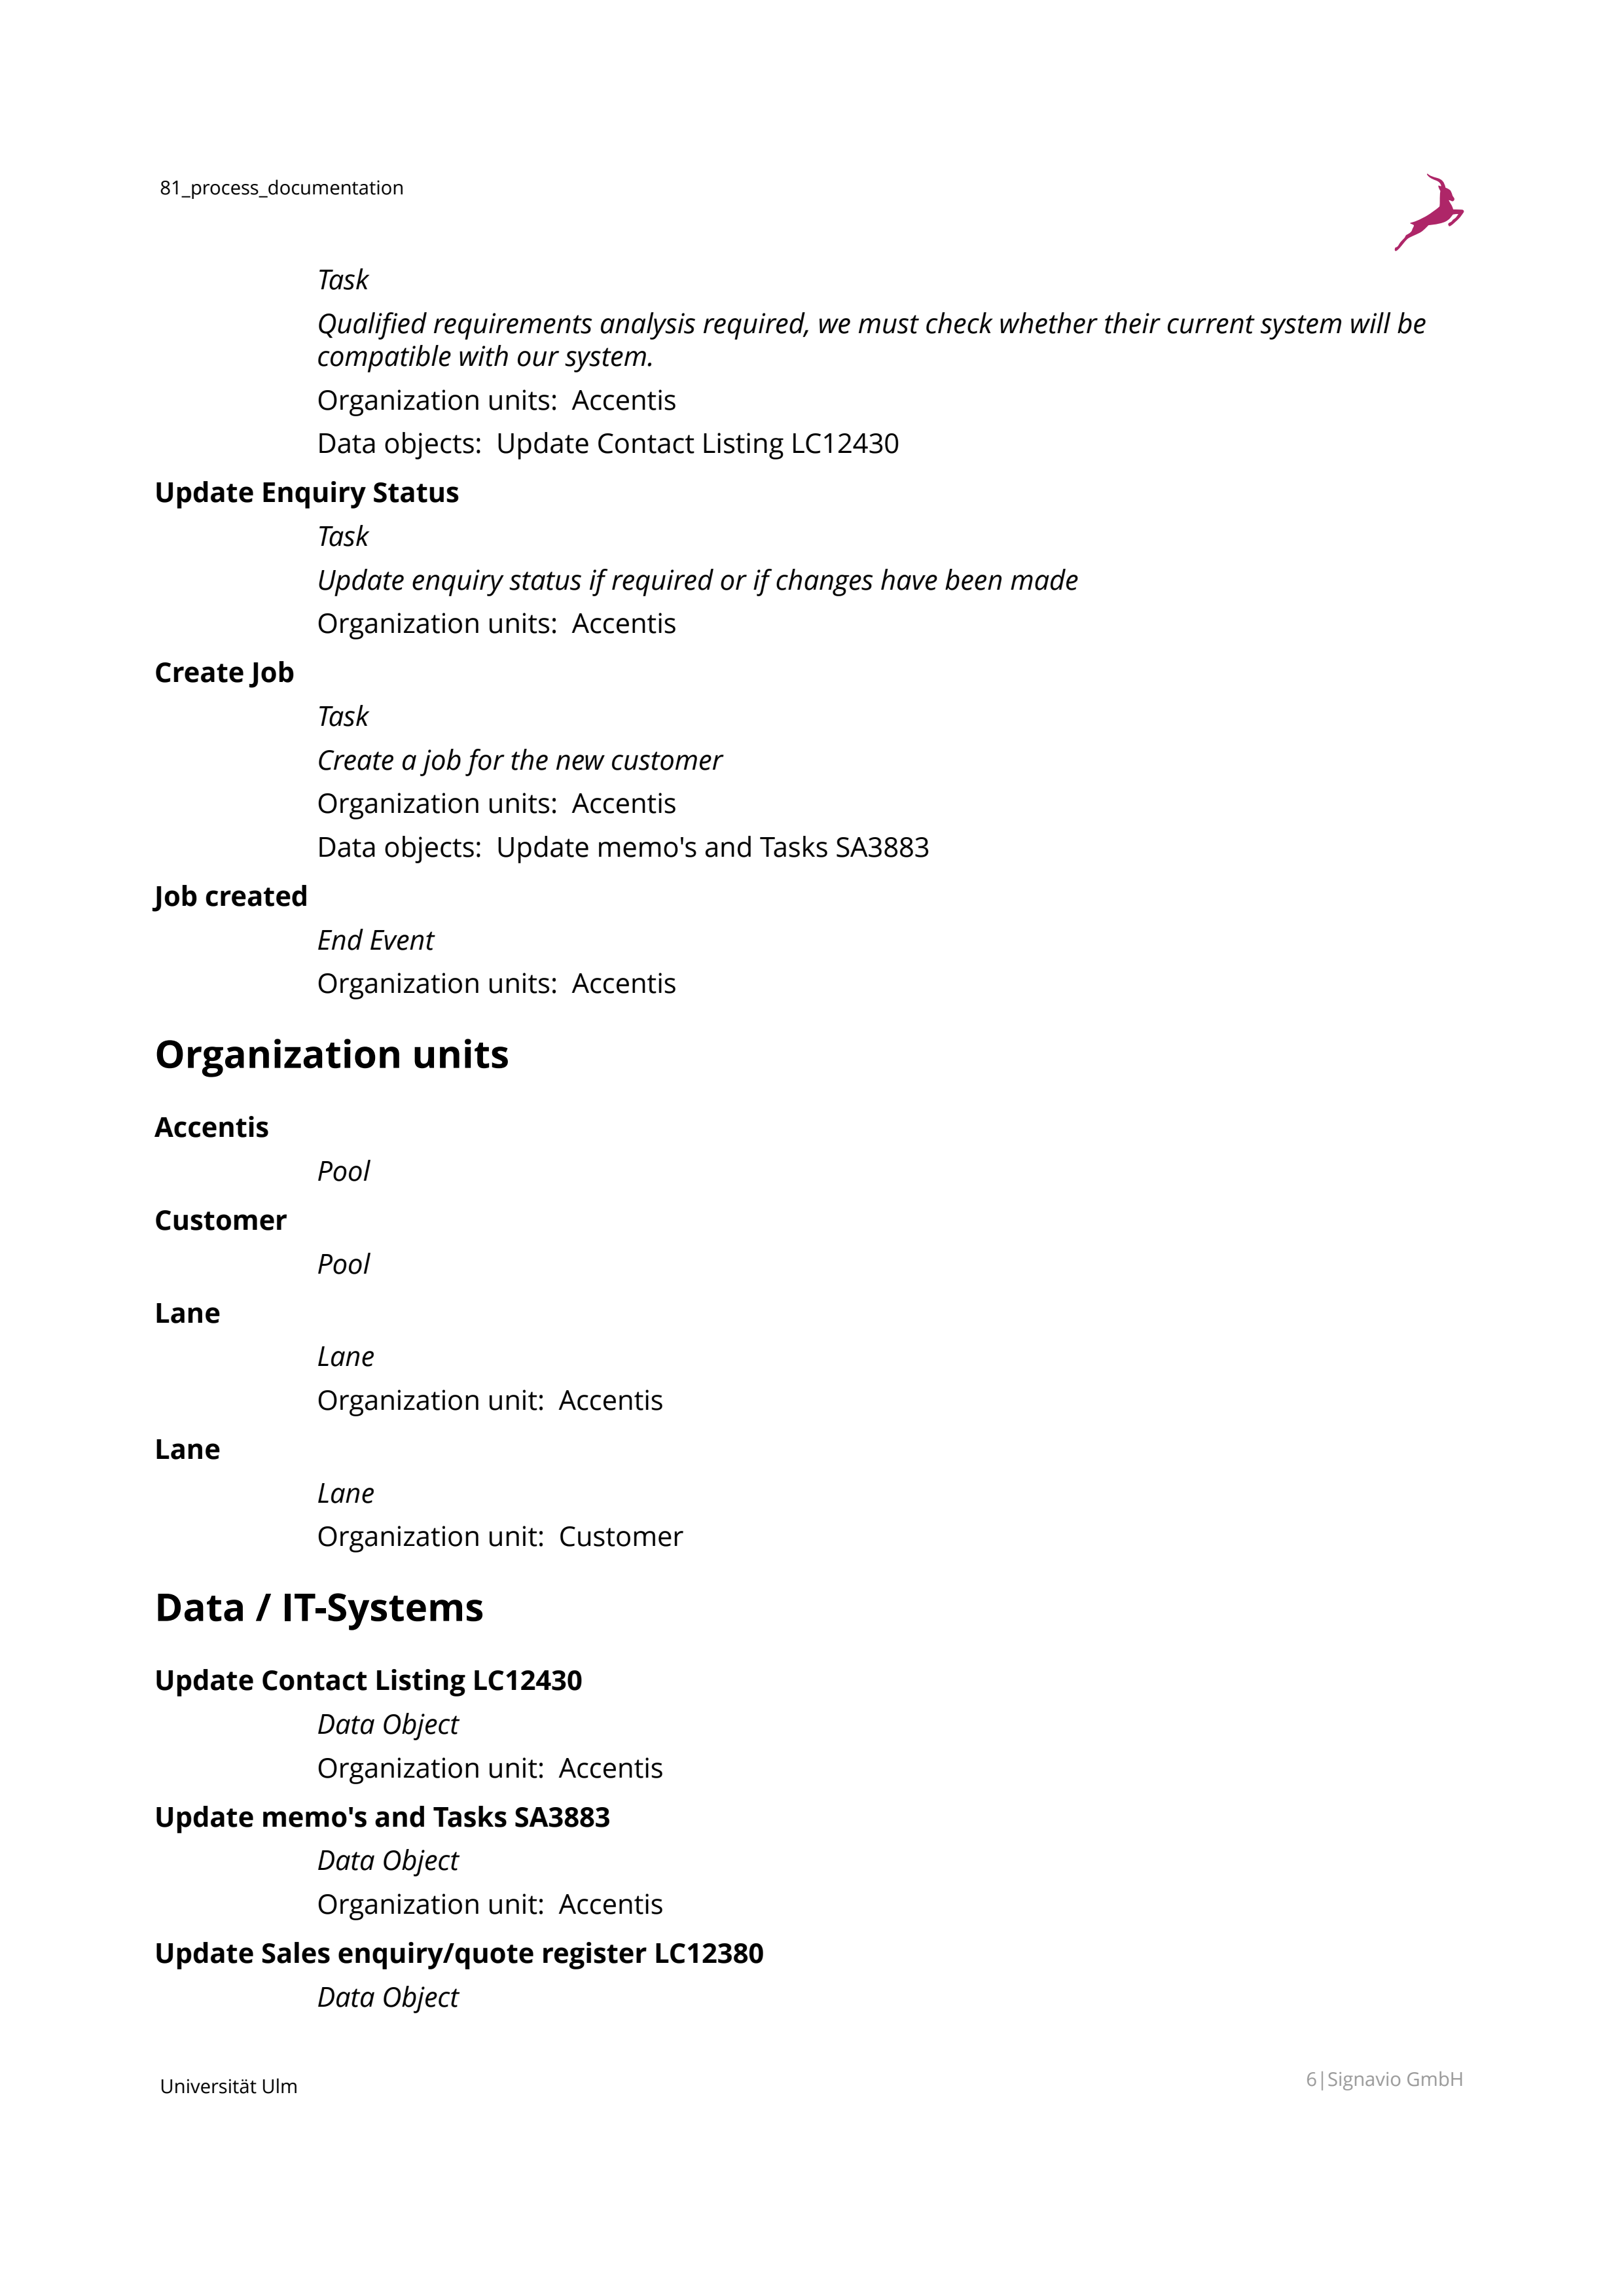 81_process_documentation
Task
Qualified requirements analysis required, we must check whether their current system will be
compatible with our system.
Organization units:  Accentis
Data objects:  Update Contact Listing LC12430
Update Enquiry Status
Task
Update enquiry status if required or if changes have been made
Organization units:  Accentis
Create Job
Task
Create a job for the new customer
Organization units:  Accentis
Data objects:  Update memo's and Tasks SA3883
Job created
End Event
Organization units:  Accentis
Organization units
Accentis
Pool
Customer
Pool
Lane
Lane
Organization unit:  Accentis
Lane
Lane
Organization unit:  Customer
Data / IT-Systems
Update Contact Listing LC12430
Data Object
Organization unit:  Accentis
Update memo's and Tasks SA3883
Data Object
Organization unit:  Accentis
Update Sales enquiry/quote register LC12380
Data Object
Universität Ulm
6|Signavio GmbH